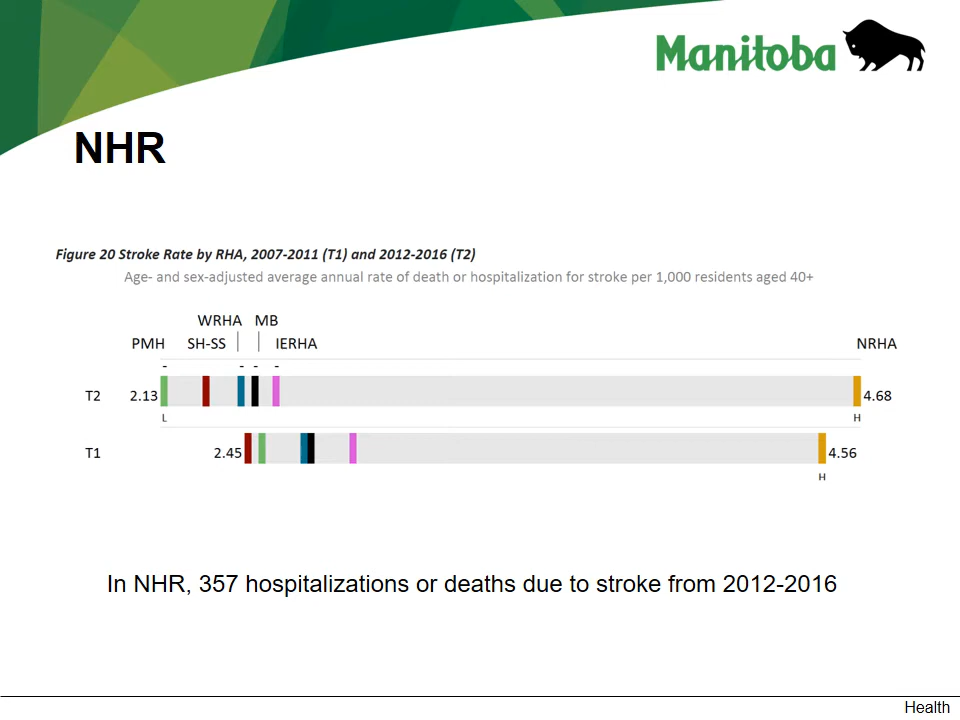 Manitoba
NHR
Figure 20 Stroke Rate by RHA, 2007-2011 (T1) and 2012-2016 (T2)
Age- and sex-adjusted average annual rate of death or hospitalization for stroke per 1,000 residents aged 40+
WRHA MB
PMH SH-SS IERHA NRHA
- - - -
T2 2.13 4.68
L H
T1 2.45 4.56
H
In NHR, 357 hospitalizations or deaths due to stroke from 2012-2016
Health